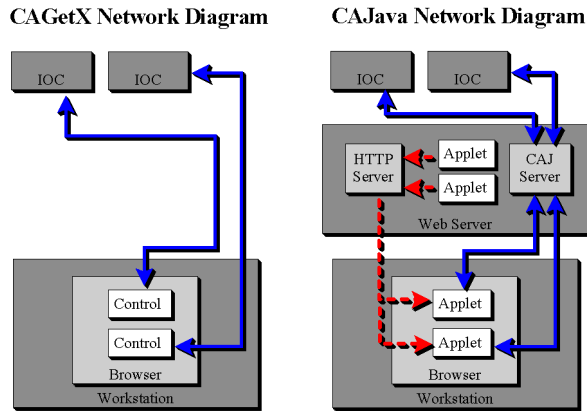 CAGetX Network Diagram
IOC
IOC
Control
Control
Browser
Workstation
CAJava Network Diagram
IOC
IOC
HTTP
Server
Applet
Applet
CAJ
Server
Web Server
Applet
Applet
Browser
Workstation